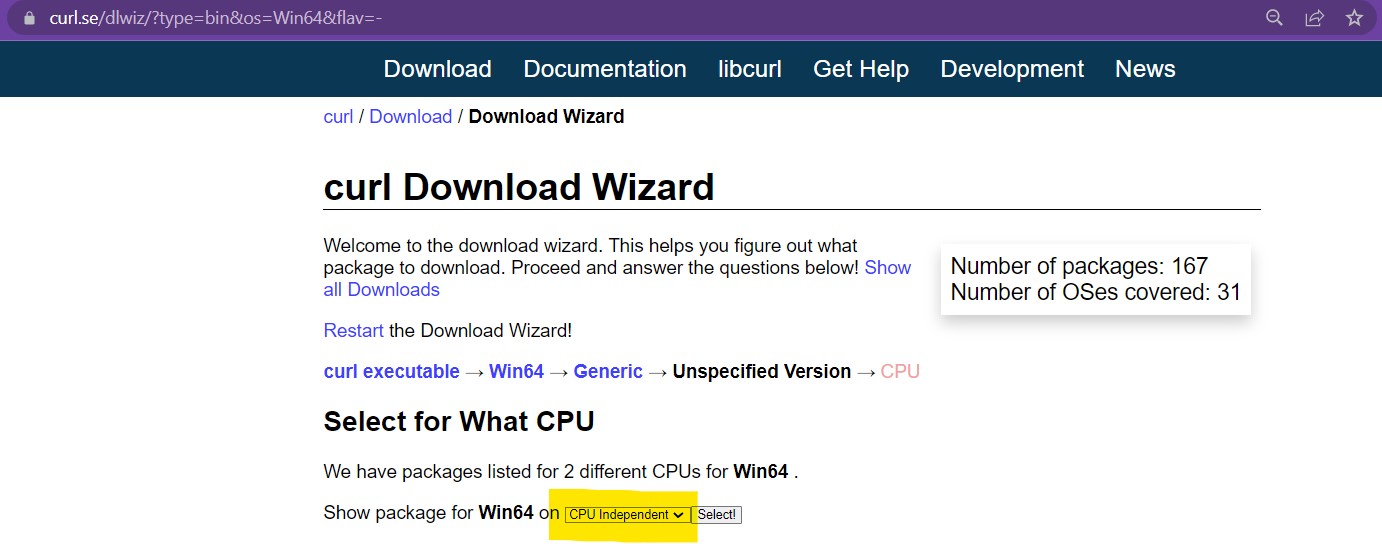 curl.se/dlwiz/?type=bin&os=Win64&flav=-
Download Documentation libcurl Get Help Development News
curl / Download / Download Wizard
curl Download Wizard
Welcome to the download wizard. This helps you figure out what
package to download. Proceed and answer the questions below! Show
all Downloads
Number of packages: 167
Number of OSes covered: 31
Restart the Download Wizard!
curl executable → Win64 → Generic → Unspecified Version → CPU
Select for What CPU
We have packages listed for 2 different CPUs for Win64 .
Show package for Win64 on CPU Independent Select!